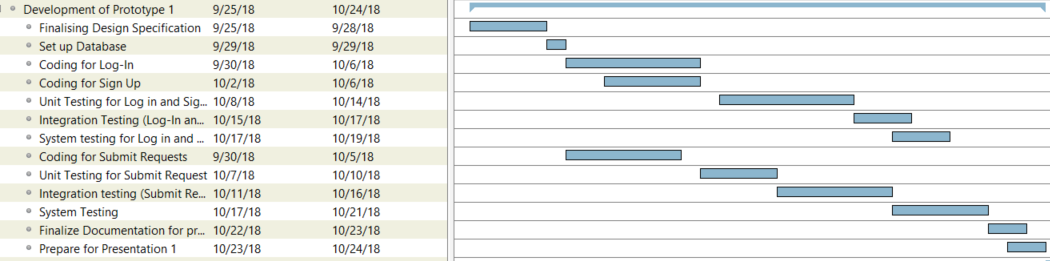 Development of Prototype 1 9/25/18 10/24/18
Finalising Design Specification 9/25/18 9/28/18
Set up Database 9/29/18 9/29/18
Coding for Log-In 9/30/18 10/6/18
Coding for Sign Up 10/2/18 10/6/18
Unit Testing for Log in and Sig... 10/8/18 10/14/18
Integration Testing (Log-In an... 10/15/18 10/17/18
System testing for Log in and ... 10/17/18 10/19/18
Coding for Submit Requests 9/30/18 10/5/18
Unit Testing for Submit Request 10/7/18 10/10/18
Integration testing (Submit Re... 10/11/18 10/16/18
System Testing 10/17/18 10/21/18
Finalize Documentation for pr... 10/22/18 10/23/18
Prepare for Presentation 1 10/23/18 10/24/18